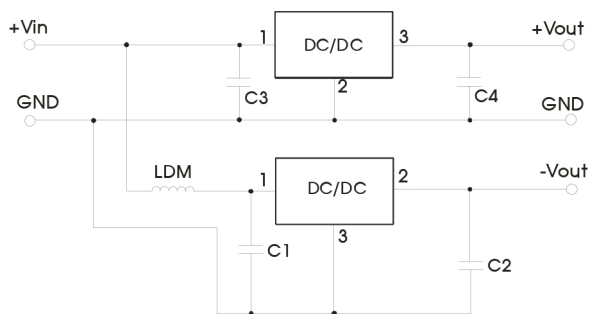 +Vin
1
DC/DC
3
+Vout
2
C3
C4
GND
GND
LDM
1
DC/DC
2
-Vout
3
C1
C2